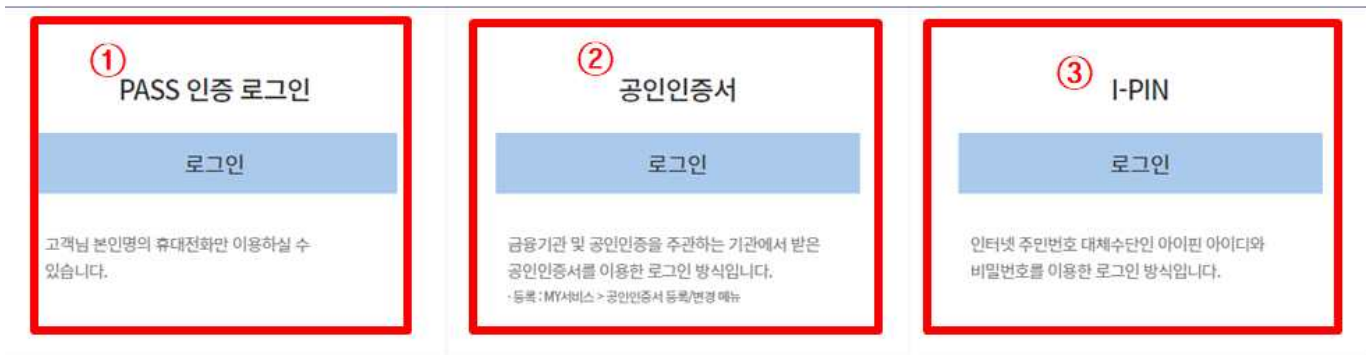 ①
PASS 인증 로그인
로그인
고객님 본인명의 휴대전화만 이용하실 수
있습니다.
②
공인인증서
로그인
금융기관 및 공인인증을 주관하는 기관에서 받은
공인인증서를 이용한 로그인 방식입니다.
· 등록 : MY서비스 > 공인인증서 등록/변경 메뉴
③
I-PIN
로그인
인터넷 주민번호 대체수단인 아이핀 아이디와
비밀번호를 이용한 로그인 방식입니다.